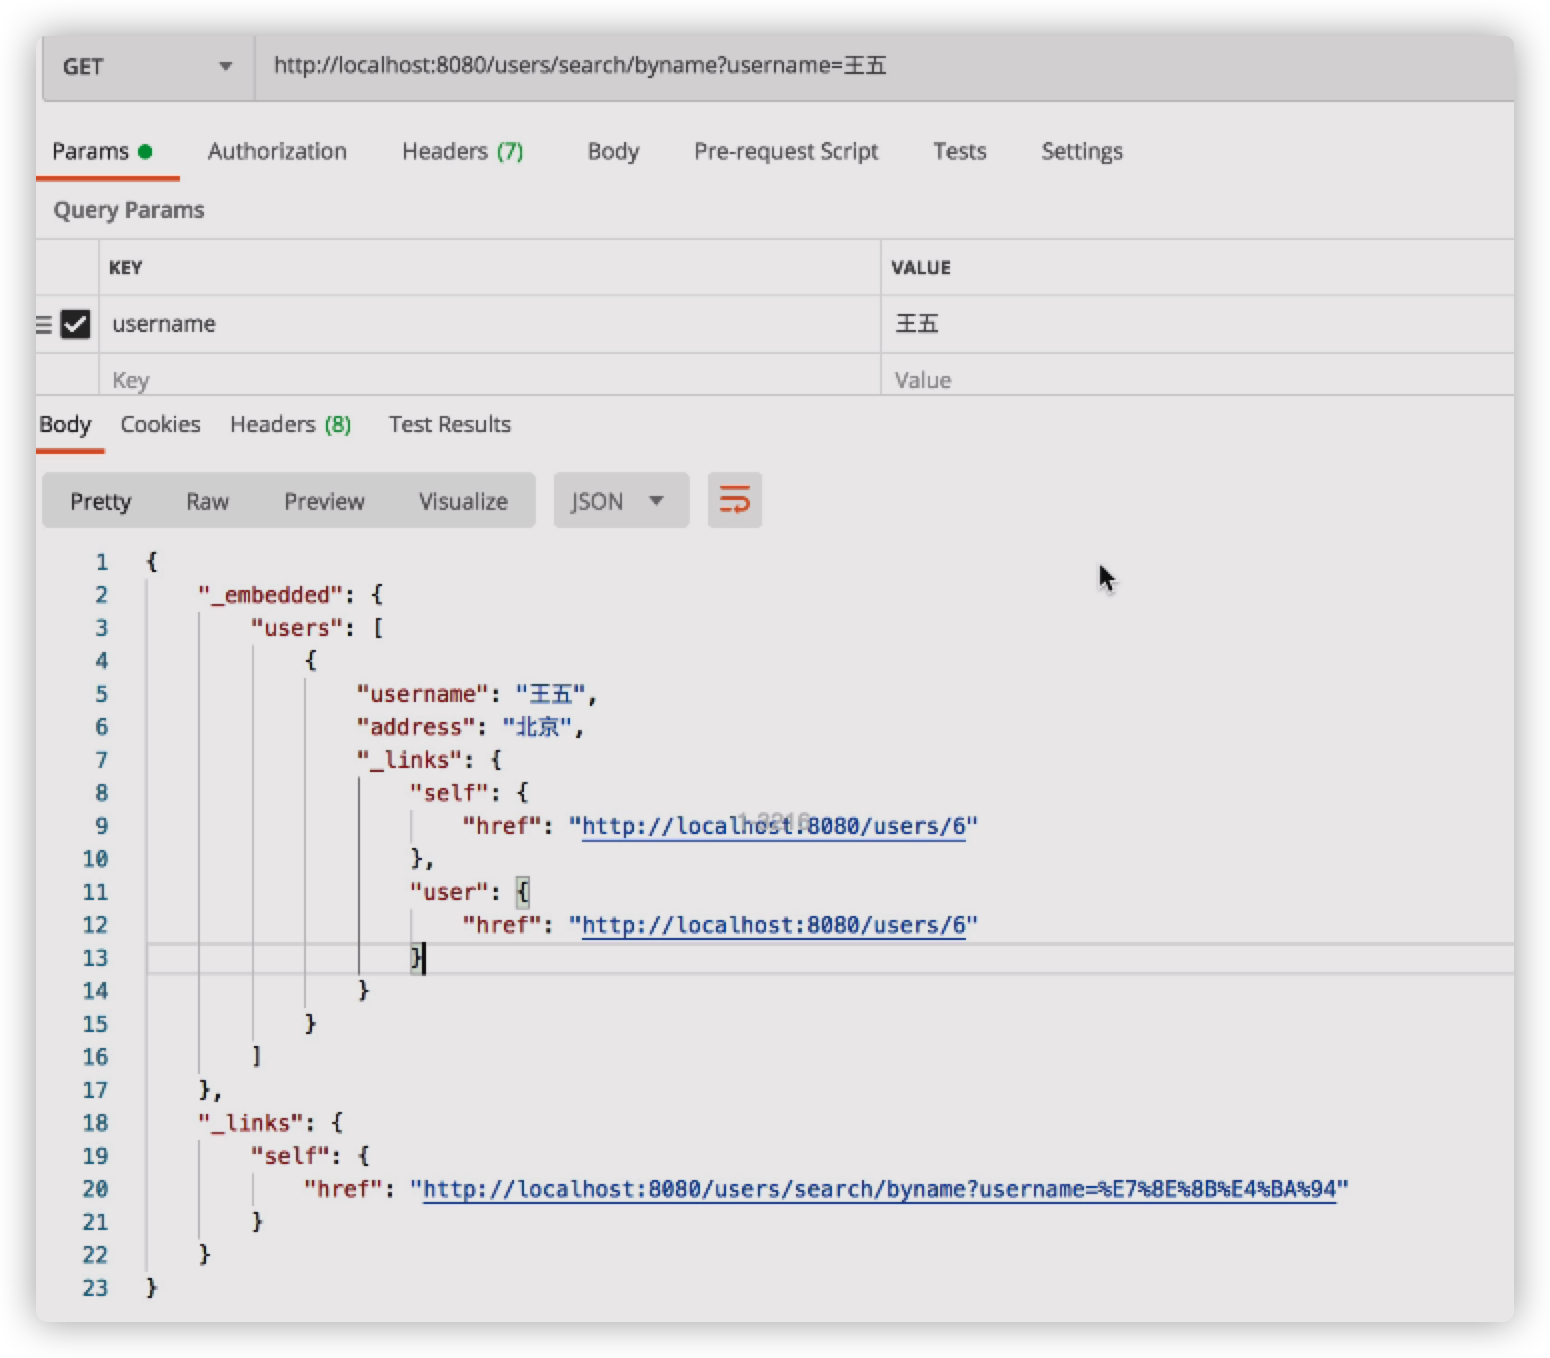 GET http://localhost:8080/users/search/byname?username=王五
Params Authorization Headers (7) Body Pre-request Script Tests Settings
Query Params
KEY VALUE
username 王五
Key Value
Body Cookies Headers (8) Test Results
Pretty Raw Preview Visualize JSON
1 {
2 "_embedded": {
3 "users": [
4 {
5 "username": "王五",
6 "address": "北京",
7 "_links": {
8 "self": {
9 "href": "http://localhost:8080/users/6"
10 },
11 "user": {
12 "href": "http://localhost:8080/users/6"
13 }
14 }
15 }
16 ]
17 },
18 "_links": {
19 "self": {
20 "href": "http://localhost:8080/users/search/byname?username=%E7%8E%8B%E4%BA%94"
21 }
22 }
23 }